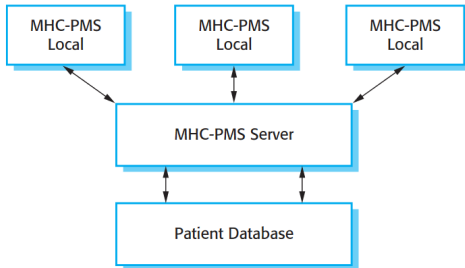 MHC-PMS
Local
MHC-PMS
Local
MHC-PMS
Local
MHC-PMS Server
Patient Database